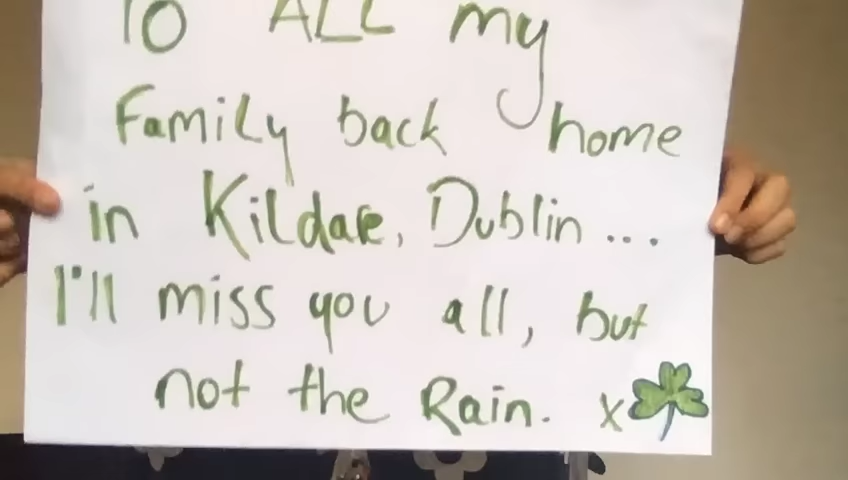 To ALL my
Family back home
in Kildare, Dublin...
I'll miss you all, but
not the Rain. x